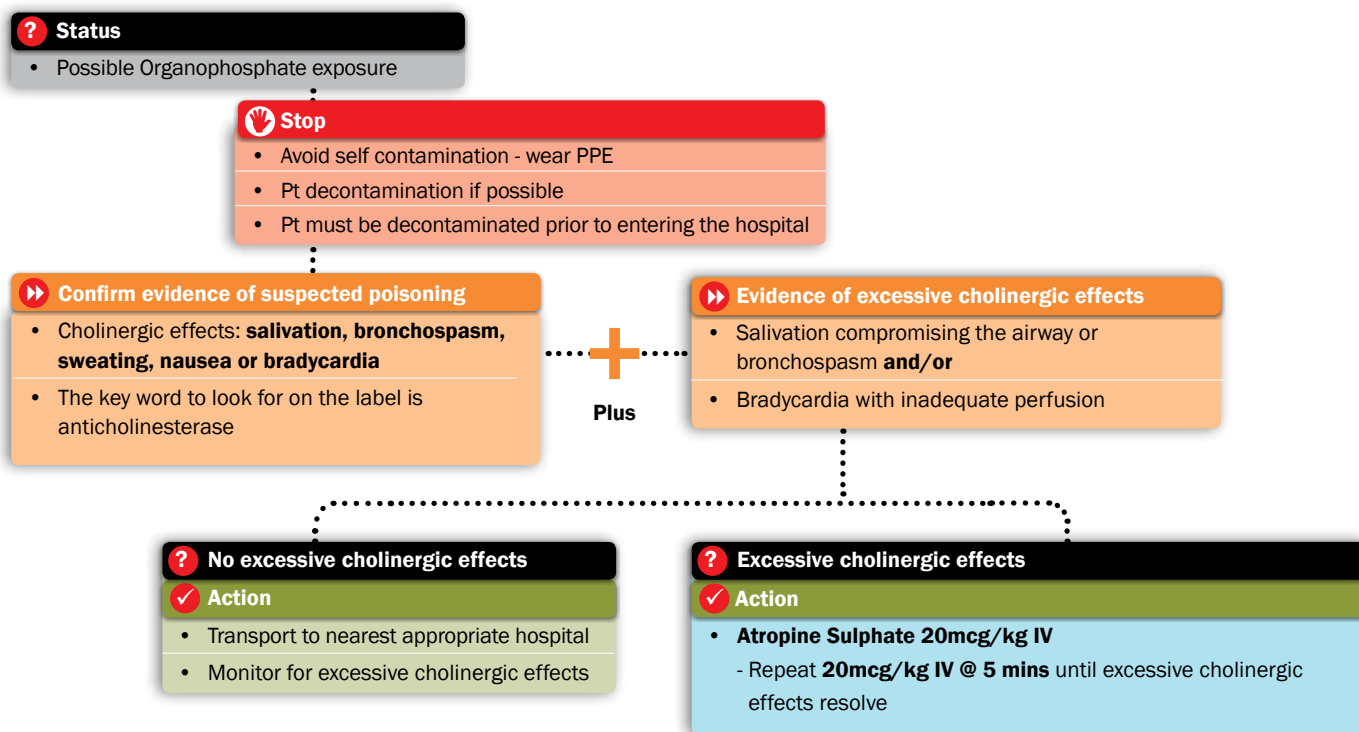 ? Status
• Possible Organophosphate exposure
Stop
• Avoid self contamination - wear PPE
• Pt decontamination if possible
• Pt must be decontaminated prior to entering the hospital
Confirm evidence of suspected poisoning
• Cholinergic effects: salivation, bronchospasm,
sweating, nausea or bradycardia
• The key word to look for on the label is
anticholinesterase
Plus
Evidence of excessive cholinergic effects
• Salivation compromising the airway or
bronchospasm and/or
• Bradycardia with inadequate perfusion
? No excessive cholinergic effects
Action
• Transport to nearest appropriate hospital
• Monitor for excessive cholinergic effects
? Excessive cholinergic effects
Action
• Atropine Sulphate 20mcg/kg IV
- Repeat 20mcg/kg IV @ 5 mins until excessive cholinergic
effects resolve